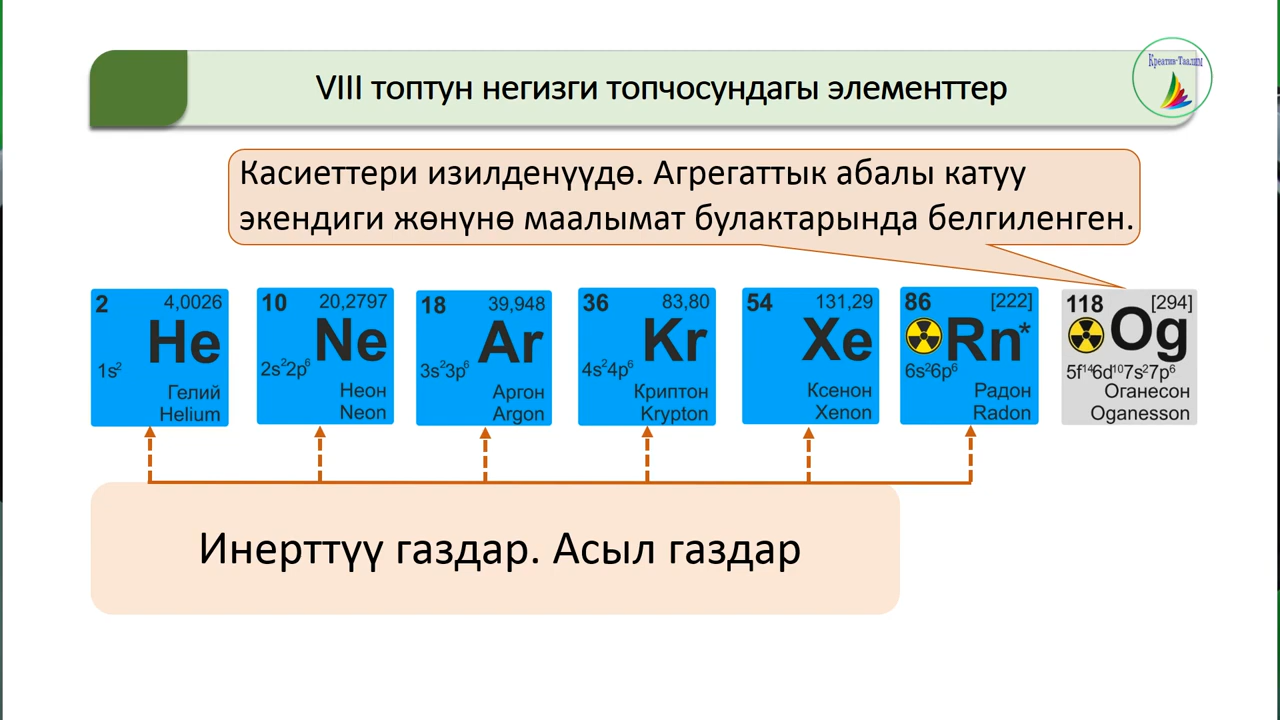 VIII топтун негизги топчосундагы элементтер
Креатив-Таалим
Касиеттери изилденүүдө. Агрегаттык абалы катуу
экендиги жөнүнө маалымат булактарында белгиленген.
2 4,0026
He
1s²
Гелий
Helium
10 20,2797
Ne
2s²2p⁶
Неон
Neon
18 39,948
Ar
3s²3p⁶
Аргон
Argon
36 83,80
Kr
4s²4p⁶
Криптон
Krypton
54 131,29
Xe
Ксенон
Xenon
86 [222]
Rn*
6s²6p⁶
Радон
Radon
118 [294]
Og
5f¹⁴6d¹⁰7s²7p⁶
Оганесон
Oganesson
Инерттүү газдар. Асыл газдар